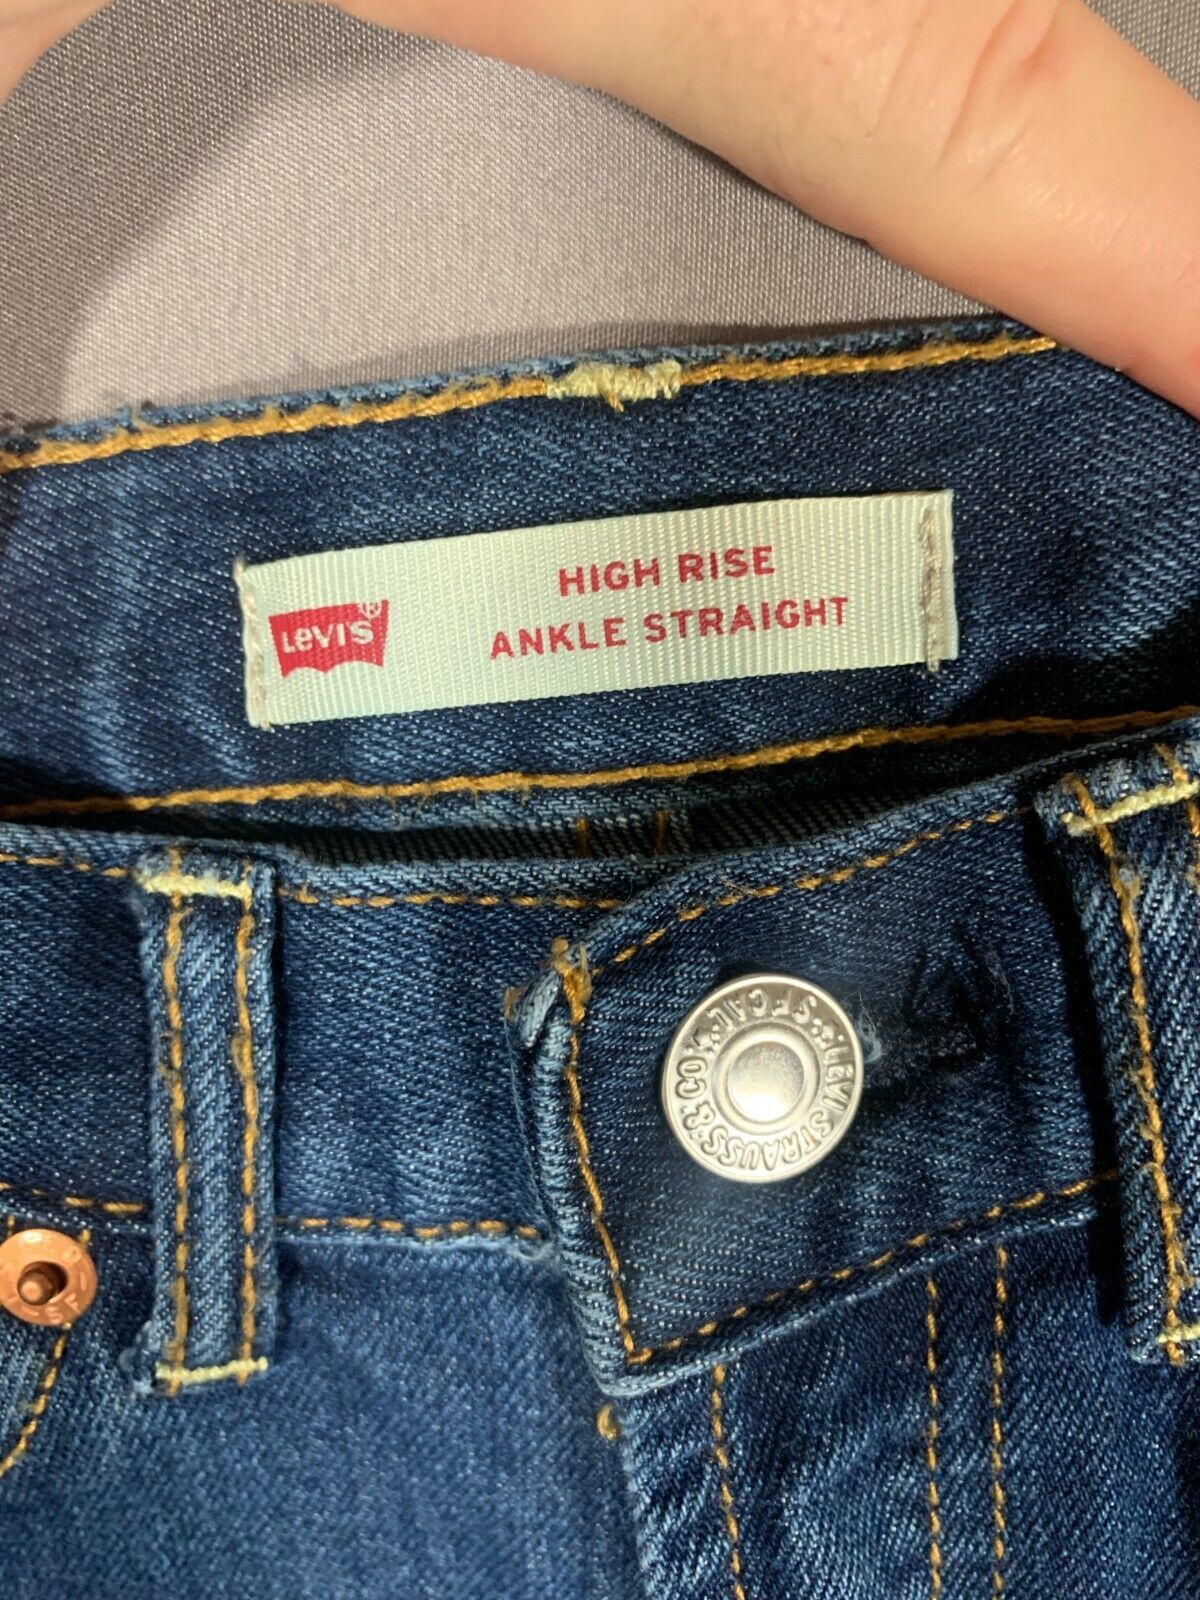 HIGH RISE
LEVI'S®
ANKLE STRAIGHT
LEVI STRAUSS & CO
S.F.CAL